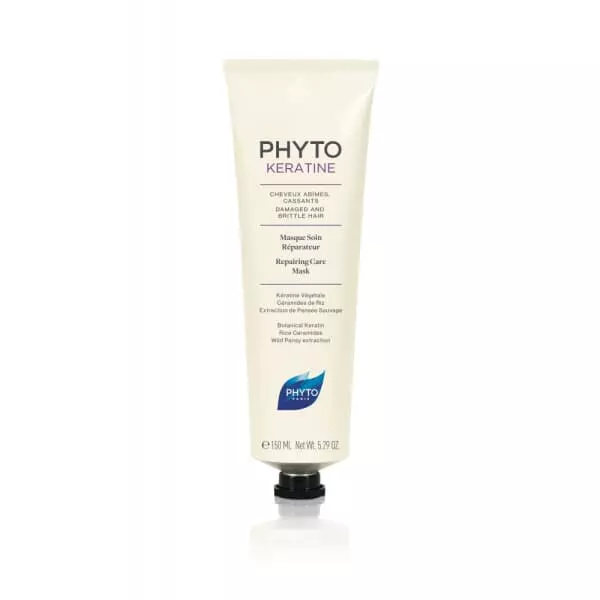 PHYTO
KERATINE
CHEVEUX ABÎMÉS,
CASSANTS
DAMAGED AND
BRITTLE HAIR
Masque Soin
Réparateur
Repairing Care
Mask
Kératine Végétale
Céramides de Riz
Extraction de Pensée Sauvage
Botanical Keratin
Rice Ceramides
Wild Pansy extraction
PHYTO
PARIS
℮ 150 ML Net Wt. 5.29 OZ.